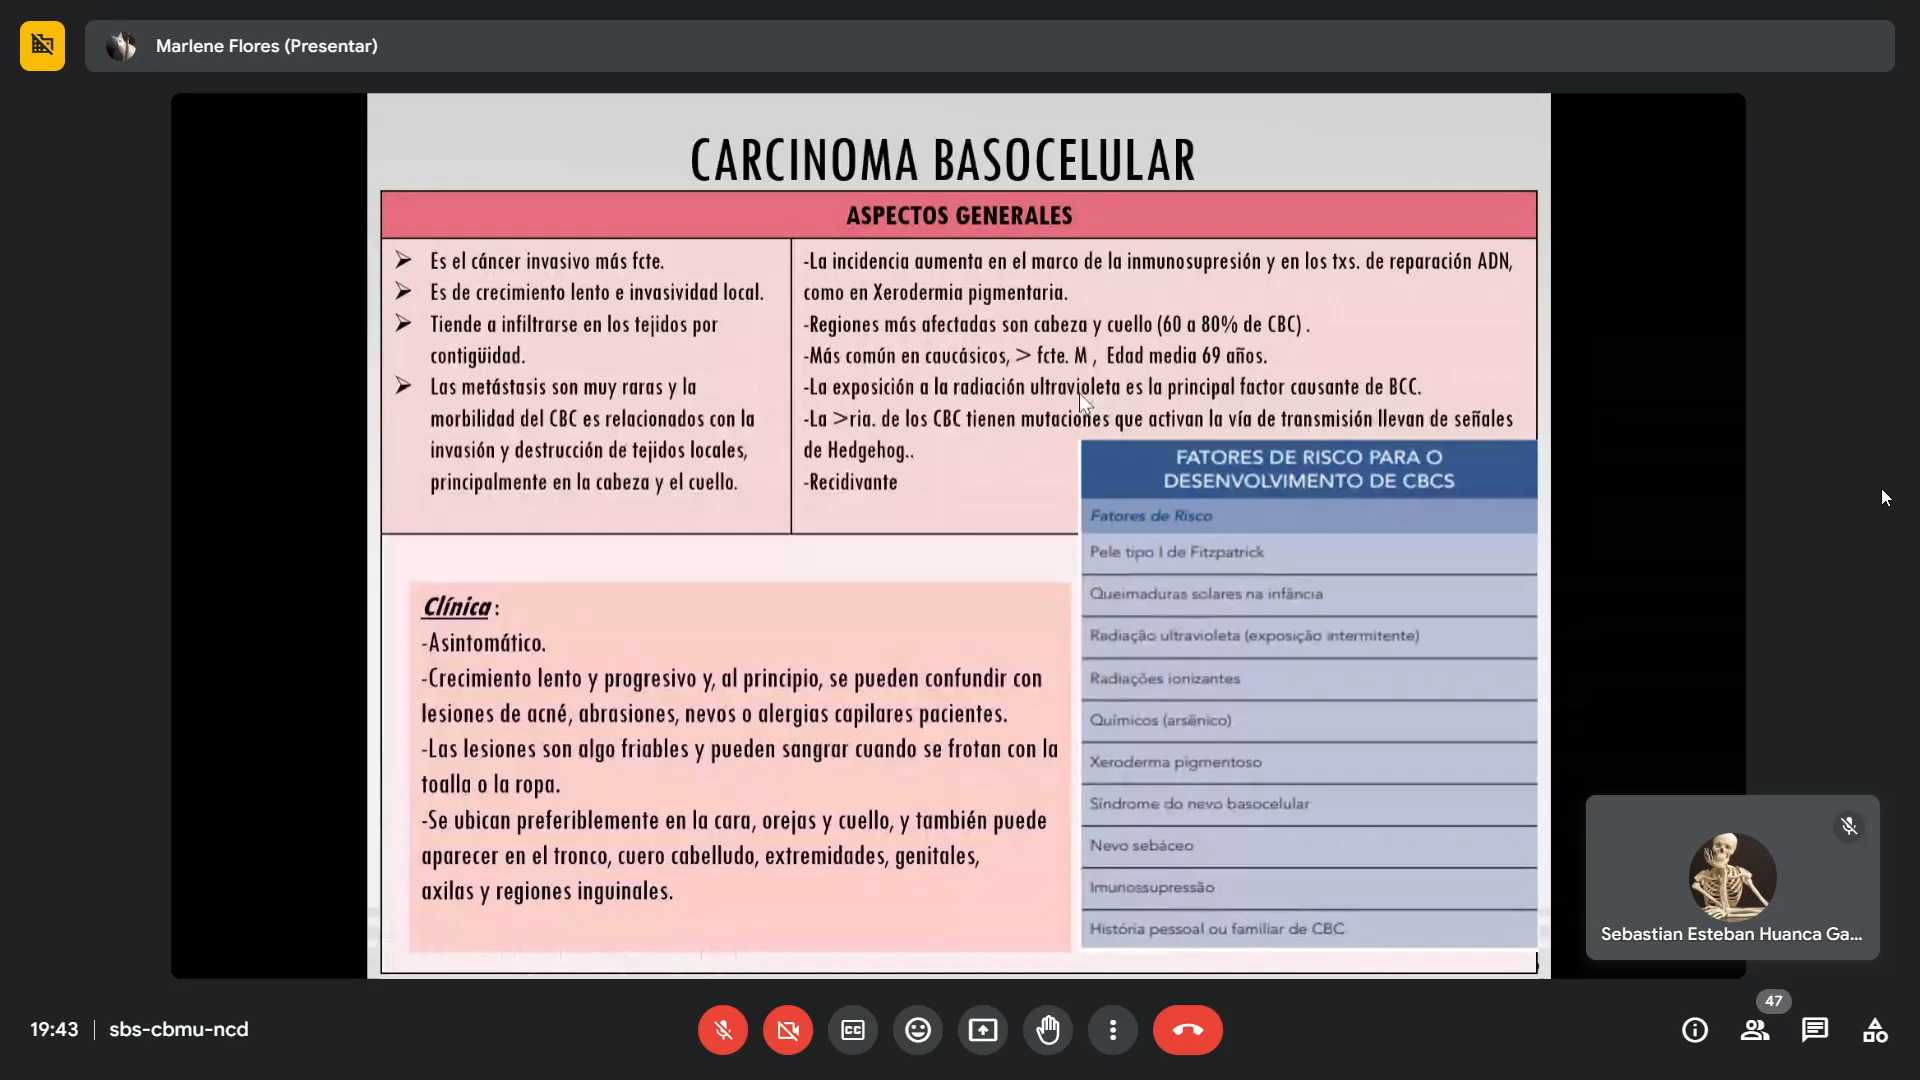 Marlene Flores (Presentar)
CARCINOMA BASOCELULAR
ASPECTOS GENERALES
➢ Es el cáncer invasivo más fcte.
➢ Es de crecimiento lento e invasividad local.
➢ Tiende a infiltrarse en los tejidos por
contigüidad.
➢ Las metástasis son muy raras y la
morbilidad del CBC es relacionados con la
invasión y destrucción de tejidos locales,
principalmente en la cabeza y el cuello.
-La incidencia aumenta en el marco de la inmunosupresión y en los txs. de reparación ADN,
como en Xerodermia pigmentaria.
-Regiones más afectadas son cabeza y cuello (60 a 80% de CBC) .
-Más común en caucásicos, > fcte. M , Edad media 69 años.
-La exposición a la radiación ultravioleta es la principal factor causante de BCC.
-La >ria. de los CBC tienen mutaciones que activan la vía de transmisión llevan de señales
de Hedgehog..
-Recidivante
Clínica :
-Asintomático.
-Crecimiento lento y progresivo y, al principio, se pueden confundir con
lesiones de acné, abrasiones, nevos o alergias capilares pacientes.
-Las lesiones son algo friables y pueden sangrar cuando se frotan con la
toalla o la ropa.
-Se ubican preferiblemente en la cara, orejas y cuello, y también puede
aparecer en el tronco, cuero cabelludo, extremidades, genitales,
axilas y regiones inguinales.
FATORES DE RISCO PARA O
DESENVOLVIMENTO DE CBCS
Fatores de Risco
Pele tipo I de Fitzpatrick
Queimaduras solares na infância
Radiação ultravioleta (exposição intermitente)
Radiações ionizantes
Químicos (arsênico)
Xeroderma pigmentoso
Síndrome do nevo basocelular
Nevo sebáceo
Imunossupressão
História pessoal ou familiar de CBC
Sebastian Esteban Huanca Ga...
19:43 | sbs-cbmu-ncd
CC
47